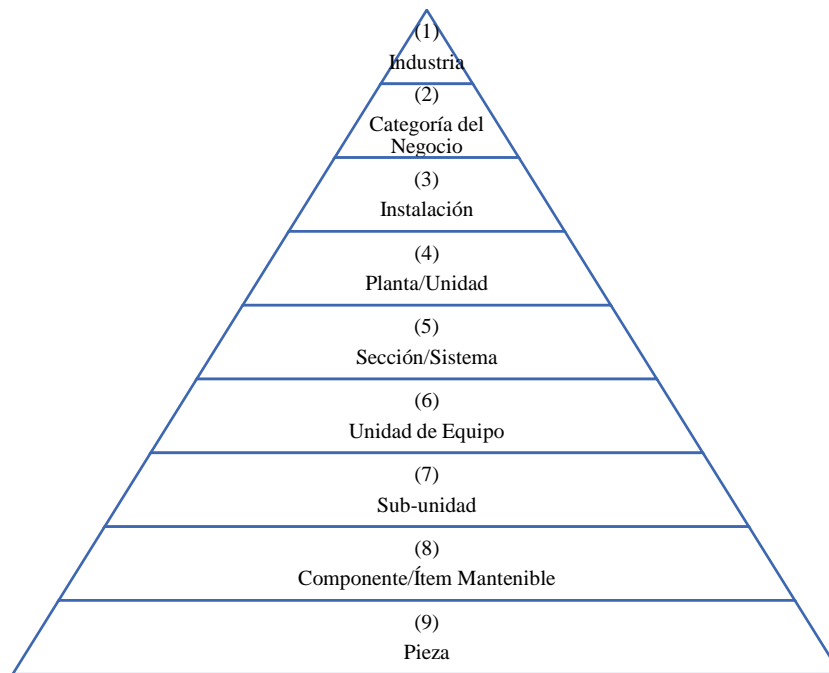 (1)
Industria
(2)
Categoría del
Negocio
(3)
Instalación
(4)
Planta/Unidad
(5)
Sección/Sistema
(6)
Unidad de Equipo
(7)
Sub-unidad
(8)
Componente/Ítem Mantenible
(9)
Pieza